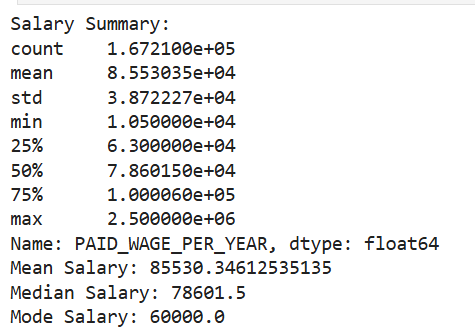 Salary Summary:
count    1.672100e+05
mean     8.553035e+04
std      3.872227e+04
min      1.050000e+04
25%      6.300000e+04
50%      7.860150e+04
75%      1.000060e+05
max      2.500000e+06
Name: PAID_WAGE_PER_YEAR, dtype: float64
Mean Salary: 85530.34612535135
Median Salary: 78601.5
Mode Salary: 60000.0